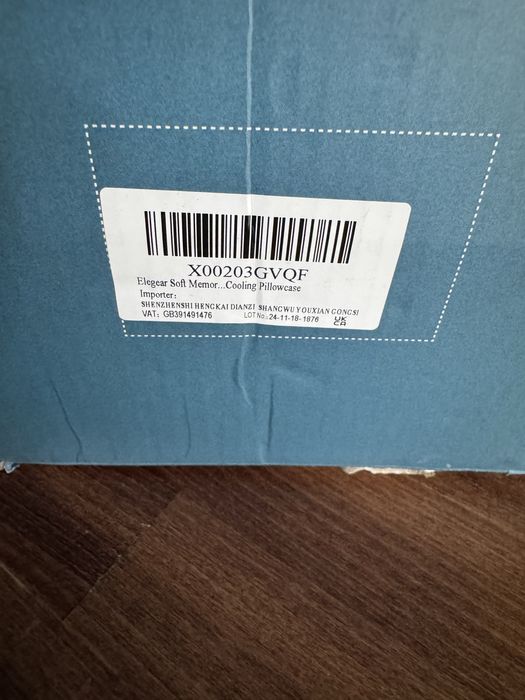 X00203GVQF
Elegear Soft Memor...Cooling Pillowcase
Importer:
SHENZHENSHI HENGKAI DIANZI SHANGWU YOUXIAN GONGSI
VAT: GB391491476 LOT No.:24-11-18-1876 UK
CA